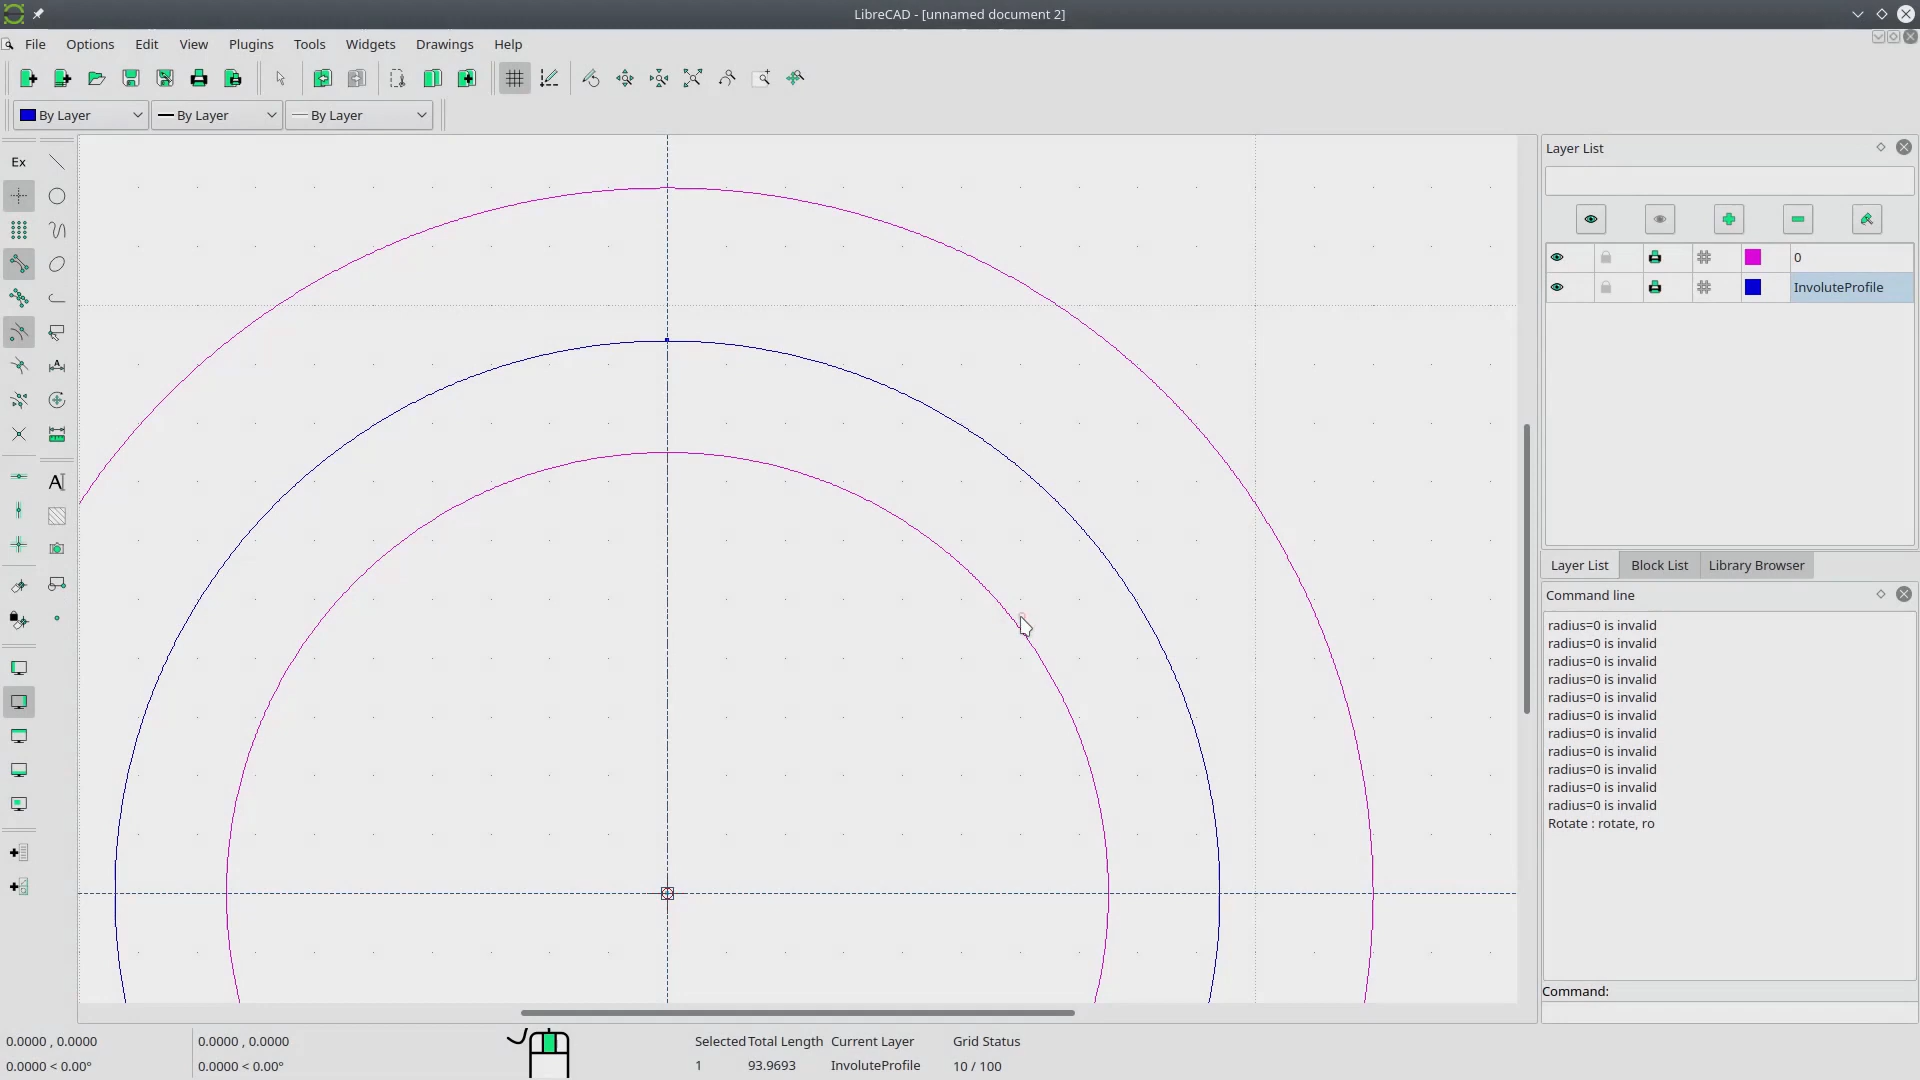 LibreCAD - [unnamed document 2]
File Options Edit View Plugins Tools Widgets Drawings Help
By Layer By Layer By Layer
Ex
A
Layer List
0
InvoluteProfile
Layer List Block List Library Browser
Command line
radius=0 is invalid
radius=0 is invalid
radius=0 is invalid
radius=0 is invalid
radius=0 is invalid
radius=0 is invalid
radius=0 is invalid
radius=0 is invalid
radius=0 is invalid
radius=0 is invalid
radius=0 is invalid
Rotate : rotate, ro
Command:
0.0000 , 0.0000 0.0000 , 0.0000 Selected Total Length Current Layer Grid Status
0.0000 < 0.00° 0.0000 < 0.00° 1 93.9693 InvoluteProfile 10 / 100